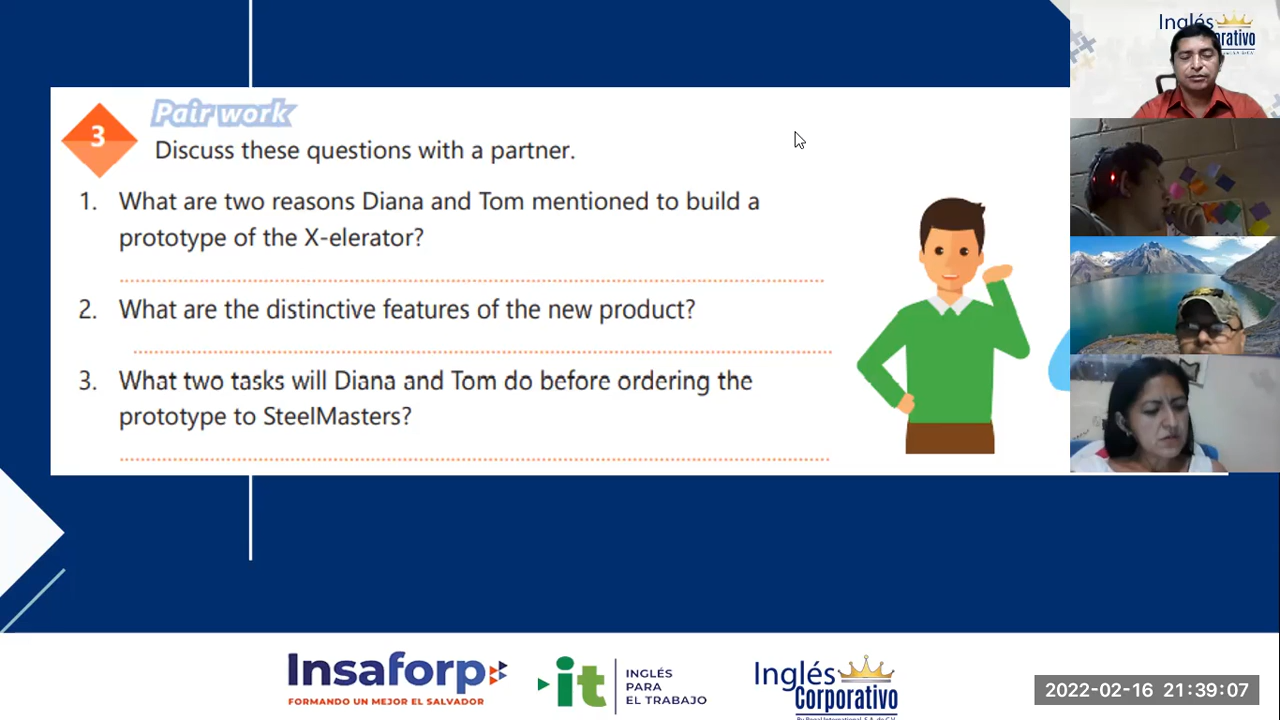 Inglés
3
Pair work
Discuss these questions with a partner.
1. What are two reasons Diana and Tom mentioned to build a
prototype of the X-elerator?
2. What are the distinctive features of the new product?
3. What two tasks will Diana and Tom do before ordering the
prototype to SteelMasters?
Insaforp
FORMANDO UN MEJOR EL SALVADOR
it
INGLÉS
PARA
EL TRABAJO
Inglés
Corporativo
2022-02-16 21:39:07